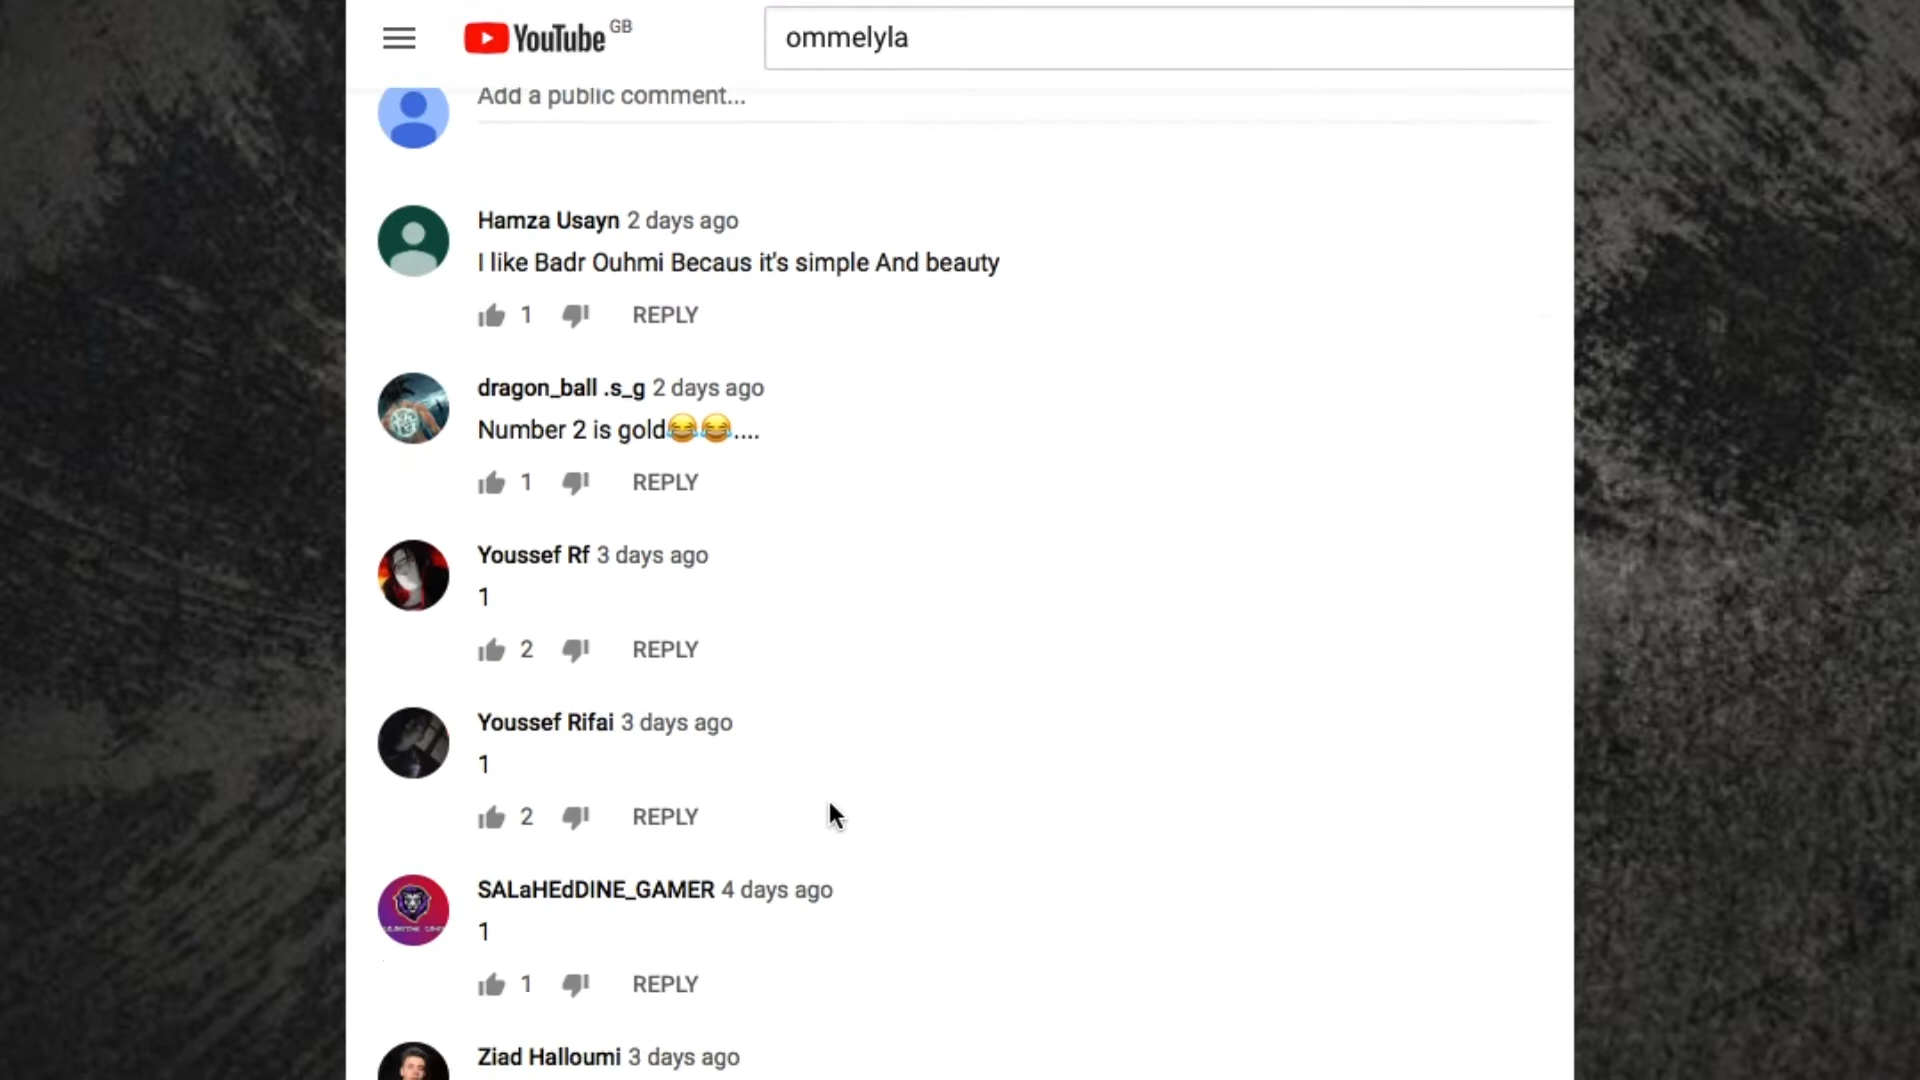 YouTube GB
ommelyla
Add a public comment...
Hamza Usayn 2 days ago
I like Badr Ouhmi Becaus it's simple And beauty
1 REPLY
dragon_ball .s_g 2 days ago
Number 2 is gold😂😂....
1 REPLY
Youssef Rf 3 days ago
1
2 REPLY
Youssef Rifai 3 days ago
1
2 REPLY
SALaHEdDINE_GAMER 4 days ago
1
1 REPLY
Ziad Halloumi 3 days ago